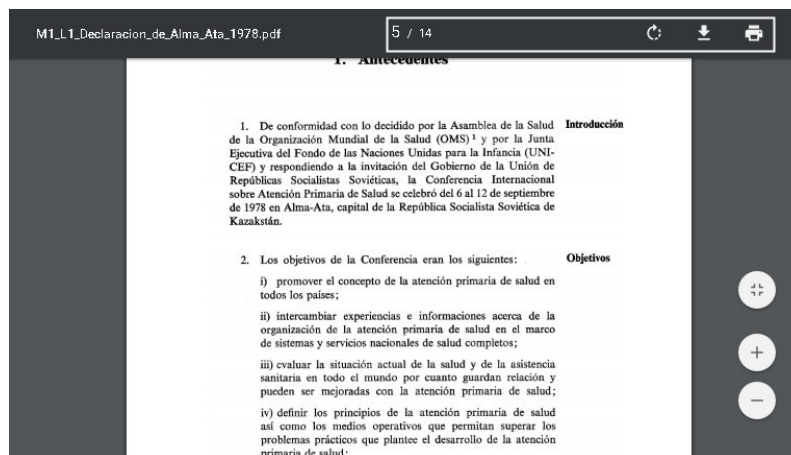 M1_L1_Declaracion_de_Alma_Ata_1978.pdf
5 / 14
1. Antecedentes
1. De conformidad con lo decidido por la Asamblea de la Salud Introducción
de la Organización Mundial de la Salud (OMS) ¹ y por la Junta
Ejecutiva del Fondo de las Naciones Unidas para la Infancia (UNI-
CEF) y respondiendo a la invitación del Gobierno de la Unión de
Repúblicas Socialistas Soviéticas, la Conferencia Internacional
sobre Atención Primaria de Salud se celebró del 6 al 12 de septiembre
de 1978 en Alma-Ata, capital de la República Socialista Soviética de
Kazakstán.
2. Los objetivos de la Conferencia eran los siguientes: Objetivos
i) promover el concepto de la atención primaria de salud en
todos los países;
ii) intercambiar experiencias e informaciones acerca de la
organización de la atención primaria de salud en el marco
de sistemas y servicios nacionales de salud completos;
iii) evaluar la situación actual de la salud y de la asistencia
sanitaria en todo el mundo por cuanto guardan relación y
pueden ser mejoradas con la atención primaria de salud;
iv) definir los principios de la atención primaria de salud
así como los medios operativos que permitan superar los
problemas prácticos que plantee el desarrollo de la atención
primaria de salud;